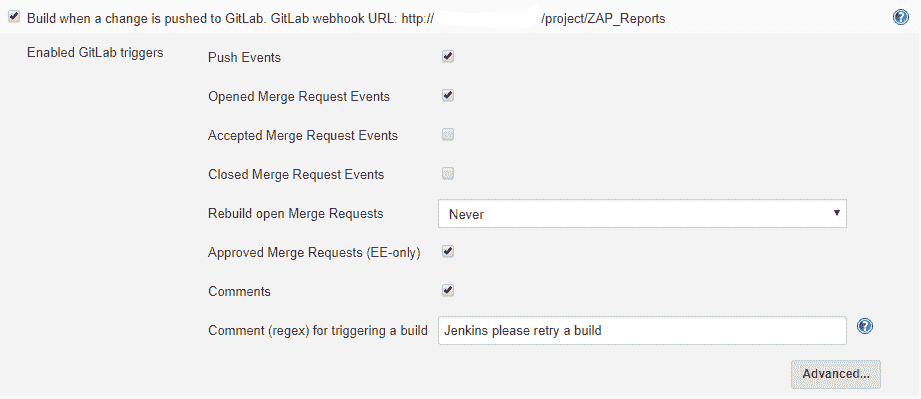 Build when a change is pushed to GitLab. GitLab webhook URL: http:// /project/ZAP_Reports
Enabled GitLab triggers
Push Events
Opened Merge Request Events
Accepted Merge Request Events
Closed Merge Request Events
Rebuild open Merge Requests Never
Approved Merge Requests (EE-only)
Comments
Comment (regex) for triggering a build Jenkins please retry a build
Advanced...